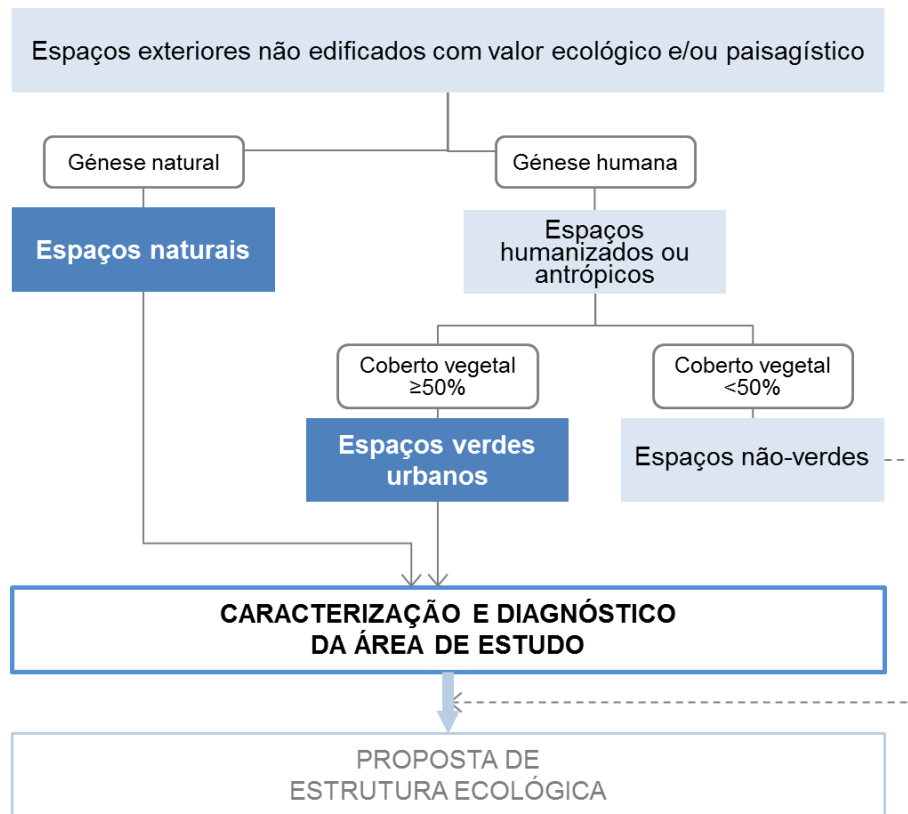 Espaços exteriores não edificados com valor ecológico e/ou paisagístico
Génese natural
Génese humana
Espaços naturais
Espaços
humanizados ou
antrópicos
Coberto vegetal
≥50%
Coberto vegetal
<50%
Espaços verdes
urbanos
Espaços não-verdes
CARACTERIZAÇÃO E DIAGNÓSTICO
DA ÁREA DE ESTUDO
PROPOSTA DE
ESTRUTURA ECOLÓGICA